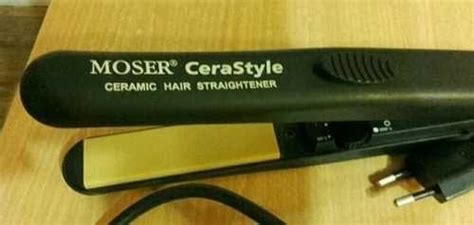 MOSER® CeraStyle
CERAMIC HAIR STRAIGHTENER